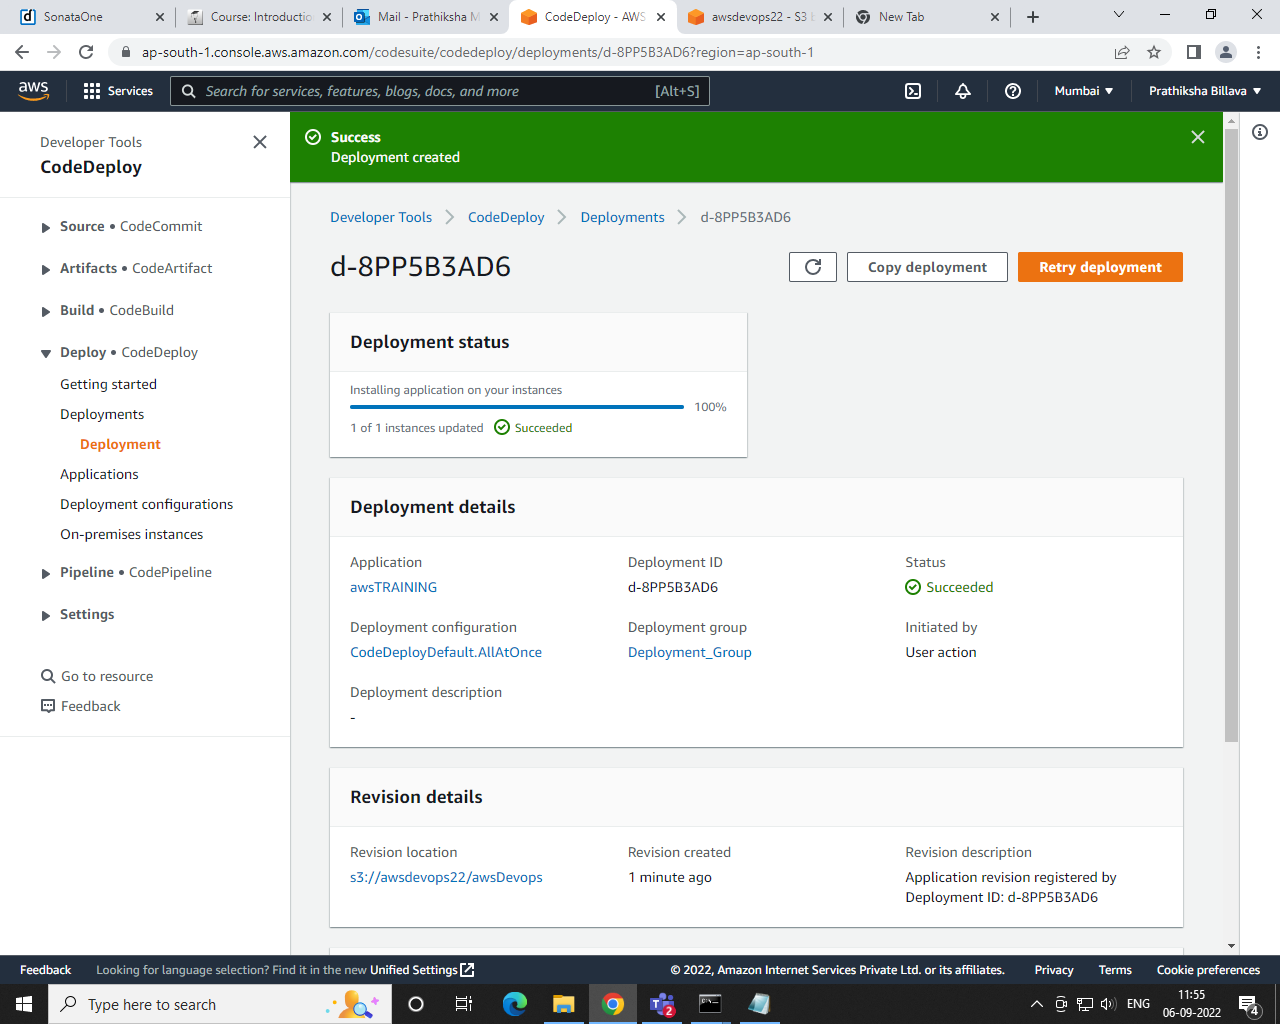 SonataOne
Course: Introductio
Mail - Prathiksha M
CodeDeploy - AWS
awsdevops22 - S3 b
New Tab
ap-south-1.console.aws.amazon.com/codesuite/codedeploy/deployments/d-8PP5B3AD6?region=ap-south-1
aws
Services
Search for services, features, blogs, docs, and more
[Alt+S]
Mumbai
Prathiksha Billava
Developer Tools
CodeDeploy
Source • CodeCommit
Artifacts • CodeArtifact
Build • CodeBuild
Deploy • CodeDeploy
Getting started
Deployments
Deployment
Applications
Deployment configurations
On-premises instances
Pipeline • CodePipeline
Settings
Go to resource
Feedback
Success
Deployment created
Developer Tools
CodeDeploy
Deployments
d-8PP5B3AD6
d-8PP5B3AD6
Copy deployment
Retry deployment
Deployment status
Installing application on your instances
100%
1 of 1 instances updated
Succeeded
Deployment details
Application
awsTRAINING
Deployment ID
d-8PP5B3AD6
Status
Succeeded
Deployment configuration
CodeDeployDefault.AllAtOnce
Deployment group
Deployment_Group
Initiated by
User action
Deployment description
-
Revision details
Revision location
s3://awsdevops22/awsDevops
Revision created
1 minute ago
Revision description
Application revision registered by
Deployment ID: d-8PP5B3AD6
Feedback
Looking for language selection? Find it in the new Unified Settings
© 2022, Amazon Internet Services Private Ltd. or its affiliates.
Privacy
Terms
Cookie preferences
Type here to search
2
ENG
11:55
06-09-2022
4